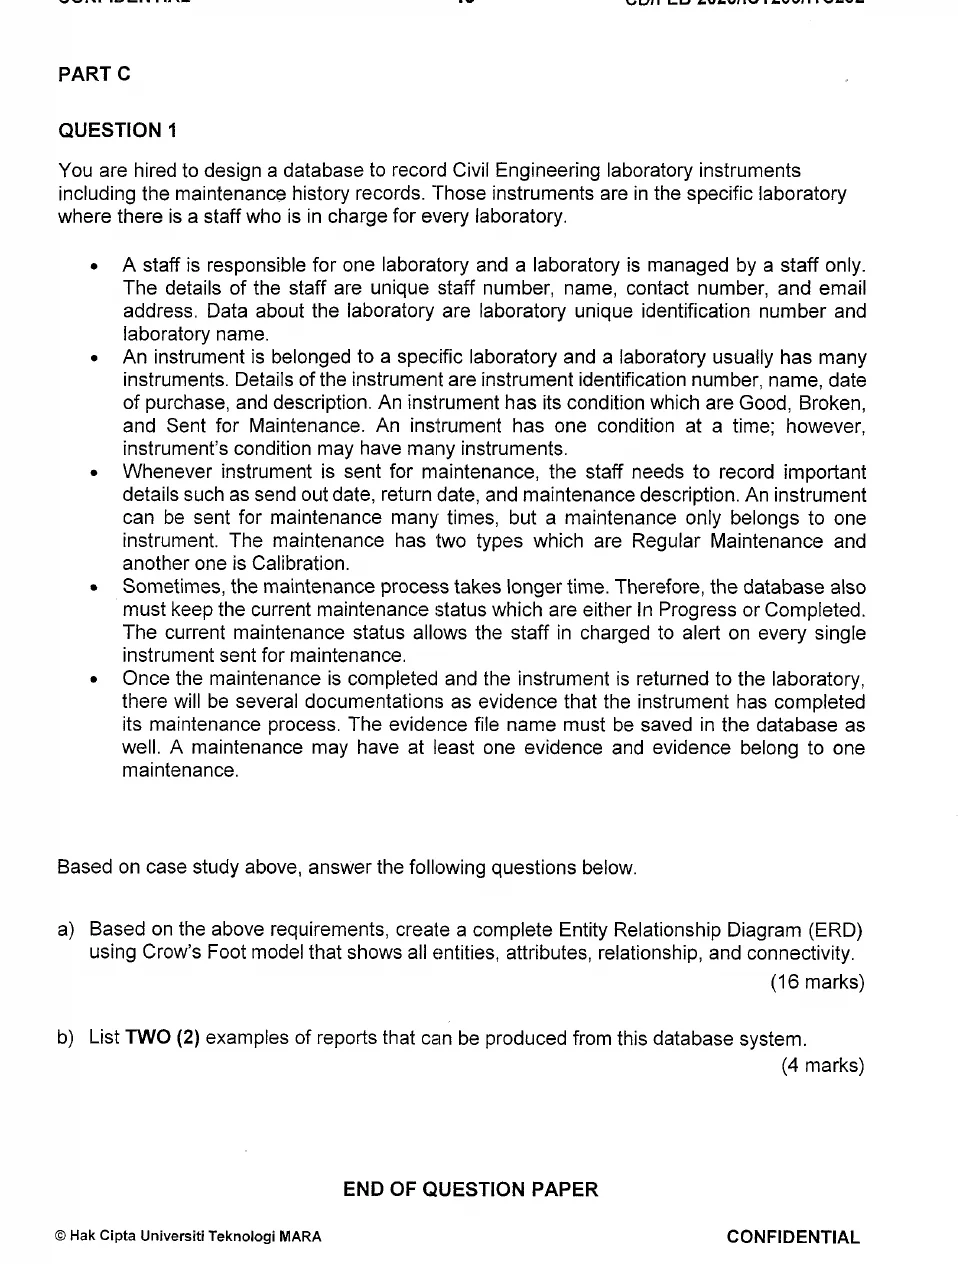 PART C
QUESTION 1
You are hired to design a database to record Civil Engineering laboratory instruments
including the maintenance history records. Those instruments are in the specific laboratory
where there is a staff who is in charge for every laboratory.
• A staff is responsible for one laboratory and a laboratory is managed by a staff only.
The details of the staff are unique staff number, name, contact number, and email
address. Data about the laboratory are laboratory unique identification number and
laboratory name.
• An instrument is belonged to a specific laboratory and a laboratory usually has many
instruments. Details of the instrument are instrument identification number, name, date
of purchase, and description. An instrument has its condition which are Good, Broken,
and Sent for Maintenance. An instrument has one condition at a time; however,
instrument's condition may have many instruments.
• Whenever instrument is sent for maintenance, the staff needs to record important
details such as send out date, return date, and maintenance description. An instrument
can be sent for maintenance many times, but a maintenance only belongs to one
instrument. The maintenance has two types which are Regular Maintenance and
another one is Calibration.
• Sometimes, the maintenance process takes longer time. Therefore, the database also
must keep the current maintenance status which are either In Progress or Completed.
The current maintenance status allows the staff in charged to alert on every single
instrument sent for maintenance.
• Once the maintenance is completed and the instrument is returned to the laboratory,
there will be several documentations as evidence that the instrument has completed
its maintenance process. The evidence file name must be saved in the database as
well. A maintenance may have at least one evidence and evidence belong to one
maintenance.
Based on case study above, answer the following questions below.
a) Based on the above requirements, create a complete Entity Relationship Diagram (ERD)
using Crow's Foot model that shows all entities, attributes, relationship, and connectivity.
(16 marks)
b) List TWO (2) examples of reports that can be produced from this database system.
(4 marks)
END OF QUESTION PAPER
© Hak Cipta Universiti Teknologi MARA CONFIDENTIAL